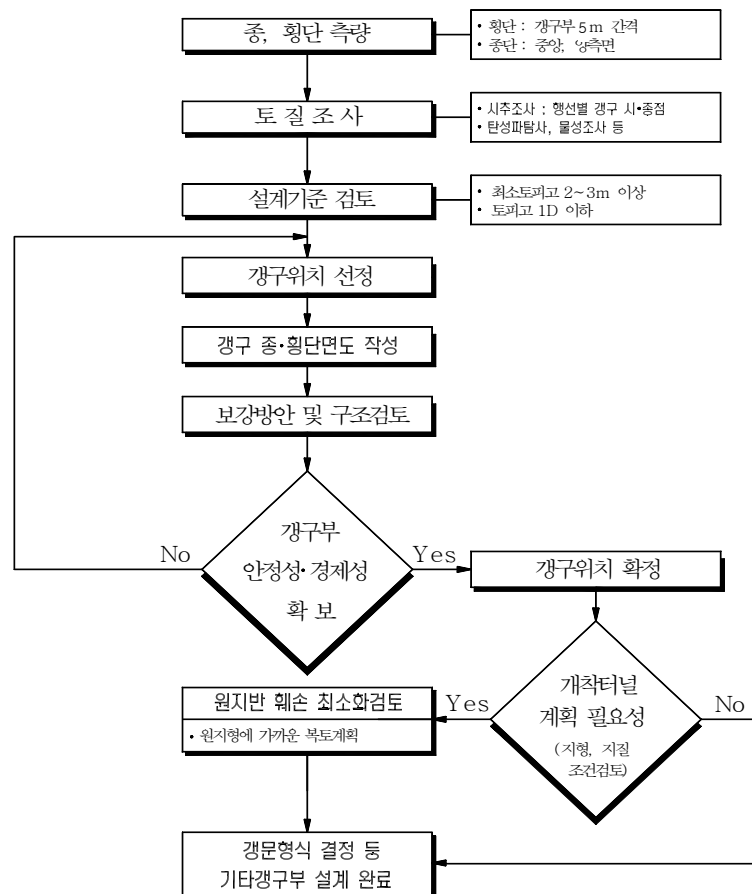 종, 횡단 측량
• 횡단 : 갱구부 5m 간격
• 종단 : 중앙, 양측면
토 질 조 사
• 시추조사 : 행선별 갱구 시•종점
• 탄성파탐사, 물성조사 등
설계기준 검토
• 최소토피고 2~3m 이상
• 토피고 1D 이하
갱구위치 선정
갱구 종•횡단면도 작성
보강방안 및 구조검토
갱구부
안정성•경제성
확 보
No
Yes
갱구위치 확정
개착터널
계획 필요성
(지형, 지질
조건검토)
Yes
No
원지반 훼손 최소화검토
• 원지형에 가까운 복토계획
갱문형식 결정 등
기타갱구부 설계 완료